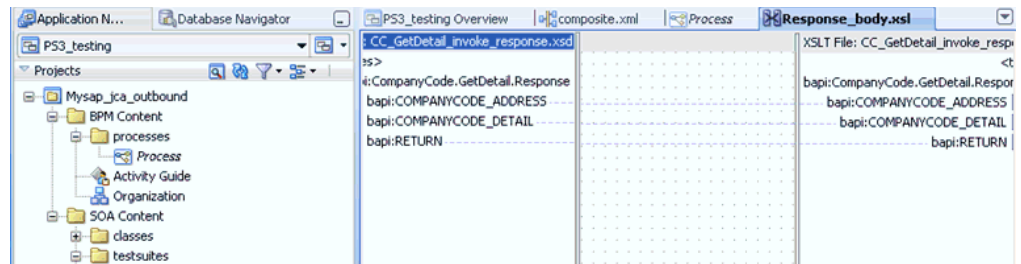 Application N...
Database Navigator
PS3_testing
Projects
Mysap_jca_outbound
BPM Content
processes
Process
Activity Guide
Organization
SOA Content
classes
testsuites
PS3_testing Overview
composite.xml
Process
Response_body.xsl
: CC_GetDetail_invoke_response.xsd
es>
i:CompanyCode.GetDetail.Response
bapi:COMPANYCODE_ADDRESS
bapi:COMPANYCODE_DETAIL
bapi:RETURN
XSLT File: CC_GetDetail_invoke_resp
<t
bapi:CompanyCode.GetDetail.Respor
bapi:COMPANYCODE_ADDRESS
bapi:COMPANYCODE_DETAIL
bapi:RETURN